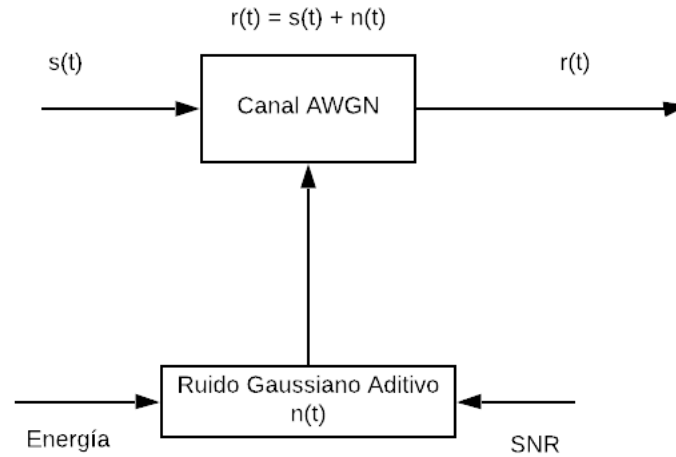 r(t) = s(t) + n(t)
s(t)
r(t)
Canal AWGN
Ruido Gaussiano Aditivo
n(t)
Energía
SNR